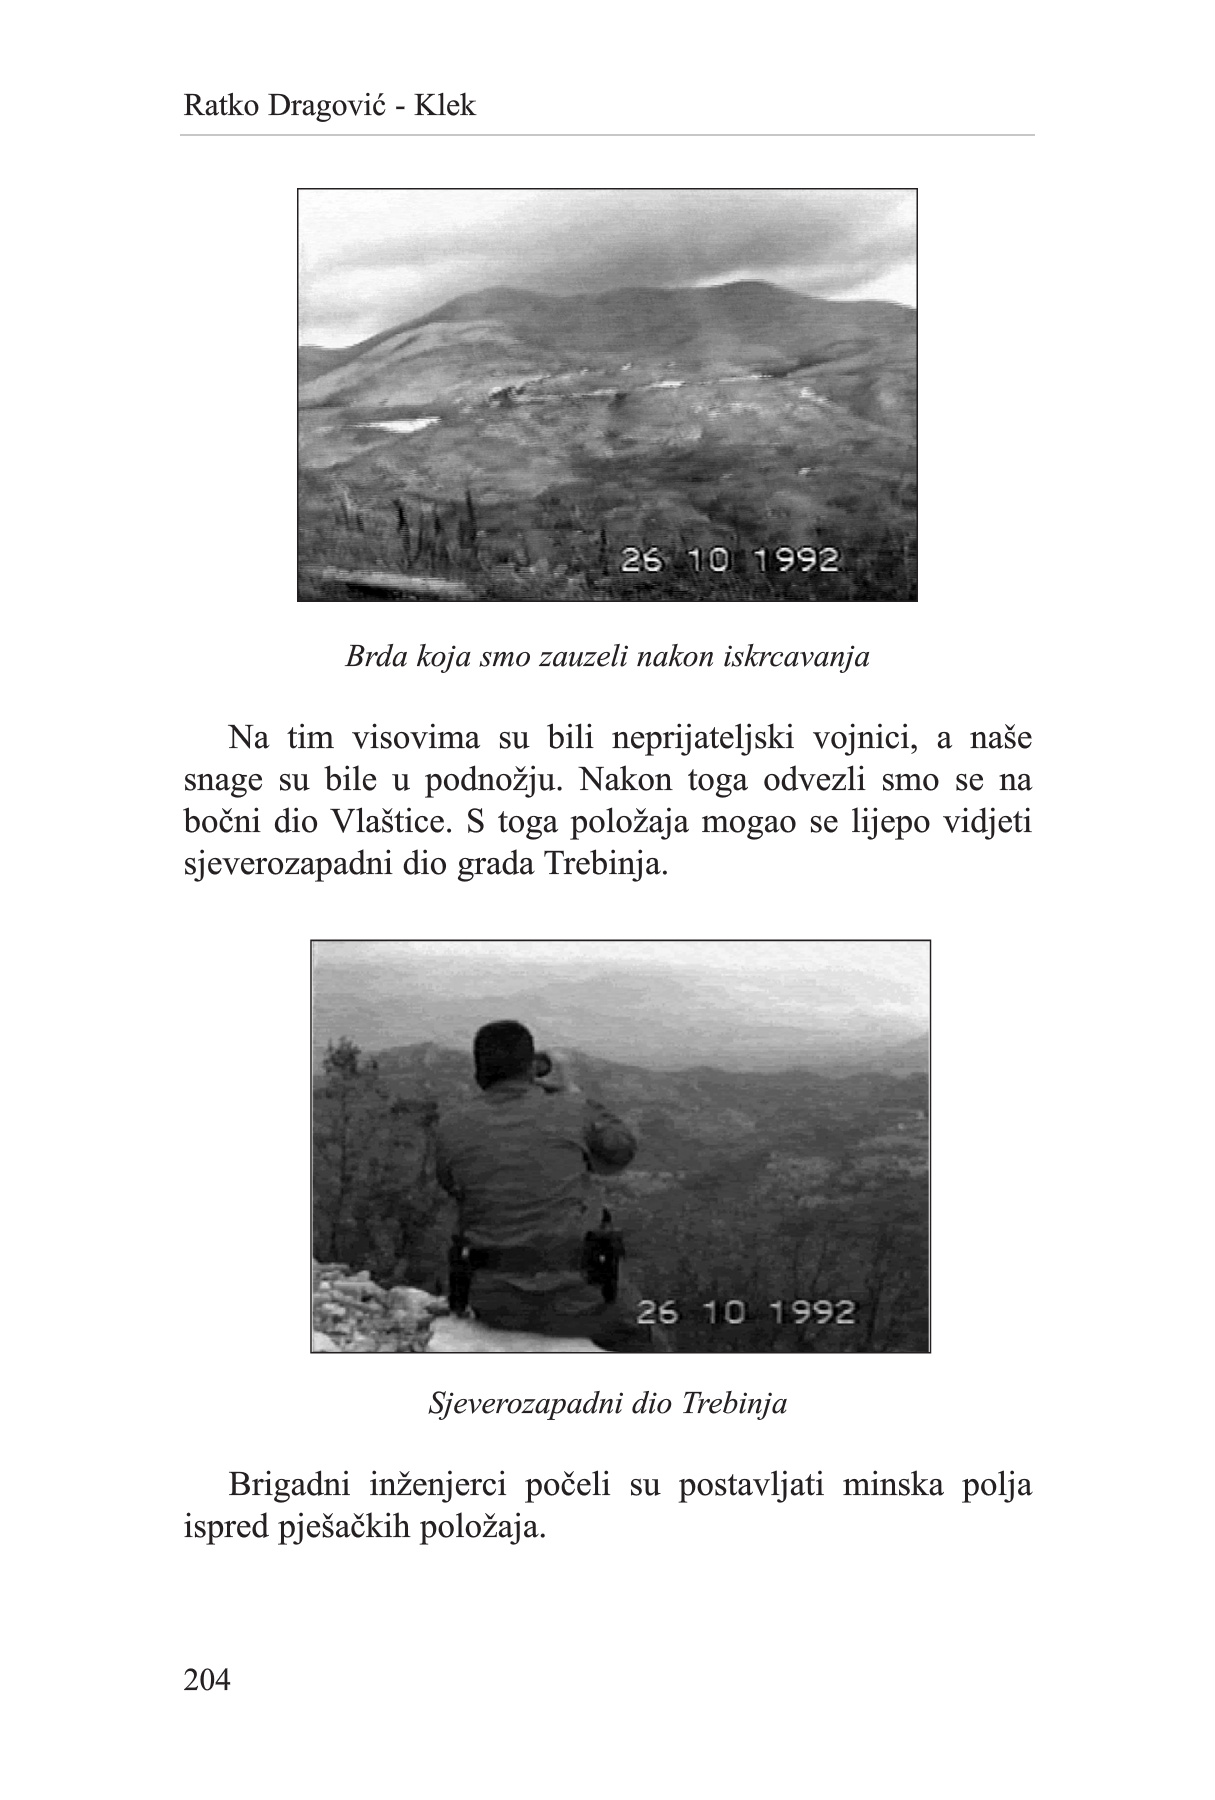 Ratko Dragović - Klek
26 10 1992
Brda koja smo zauzeli nakon iskrcavanja
Na tim visovima su bili neprijateljski vojnici, a naše
snage su bile u podnožju. Nakon toga odvezli smo se na
bočni dio Vlaštice. S toga položaja mogao se lijepo vidjeti
sjeverozapadni dio grada Trebinja.
26 10 1992
Sjeverozapadni dio Trebinja
Brigadni inženjerci počeli su postavljati minska polja
ispred pješačkih položaja.
204